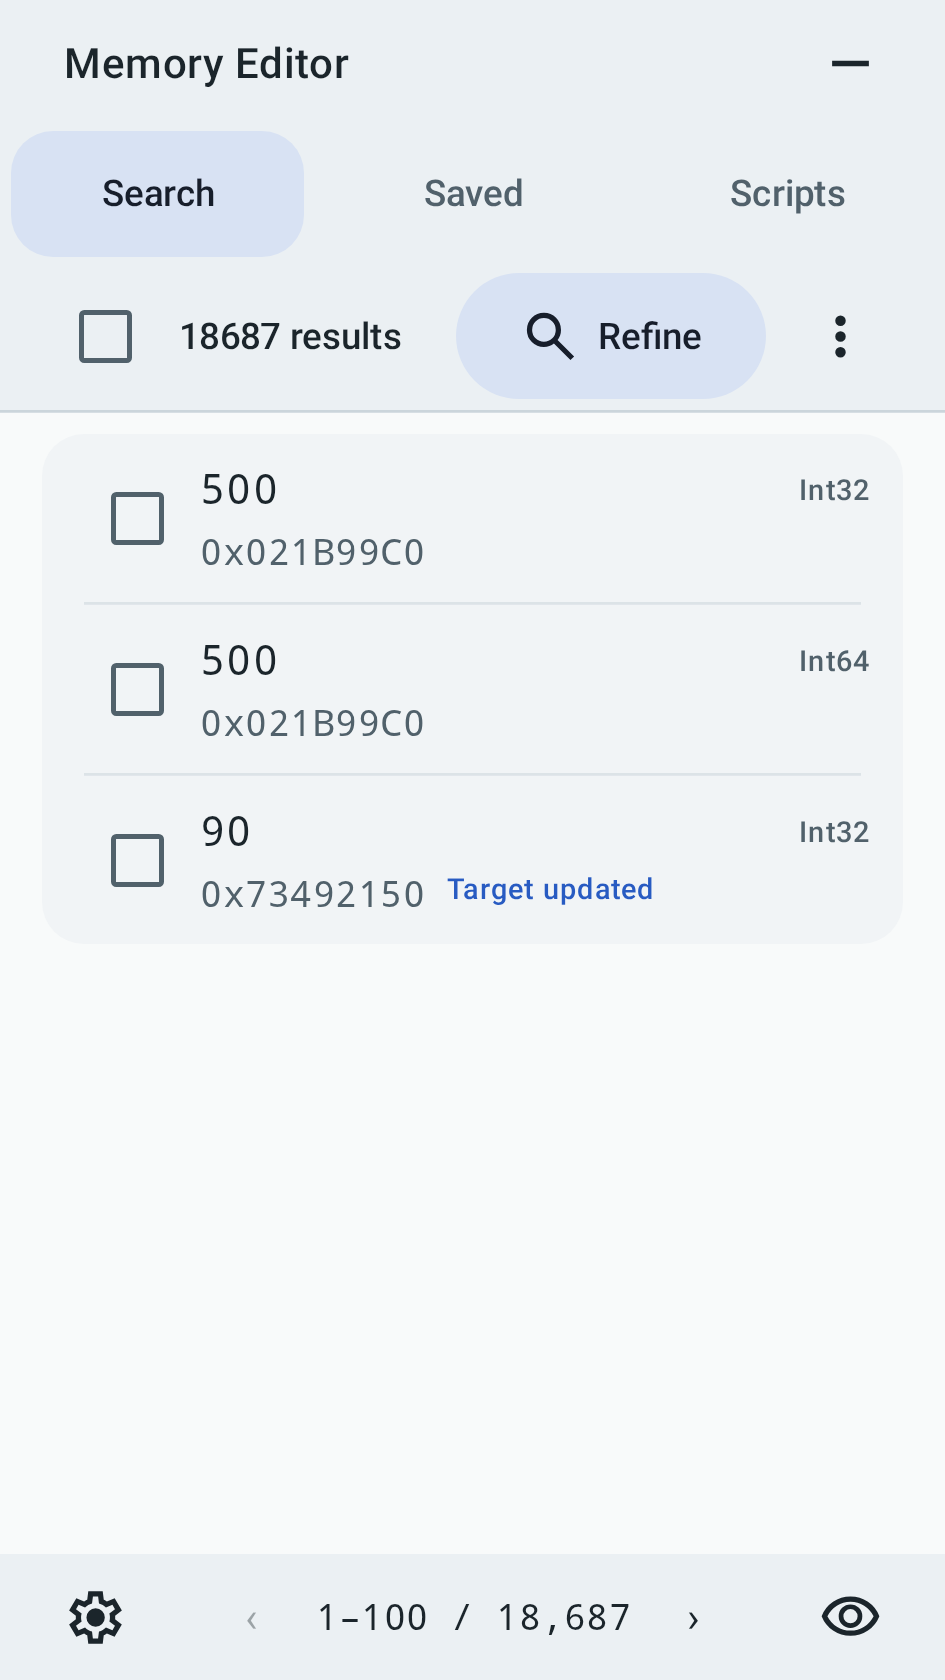 Memory Editor
Search Saved Scripts
18687 results Refine
500 Int32
0x021B99C0
500 Int64
0x021B99C0
90 Int32
0x73492150 Target updated
‹ 1–100 / 18,687 ›